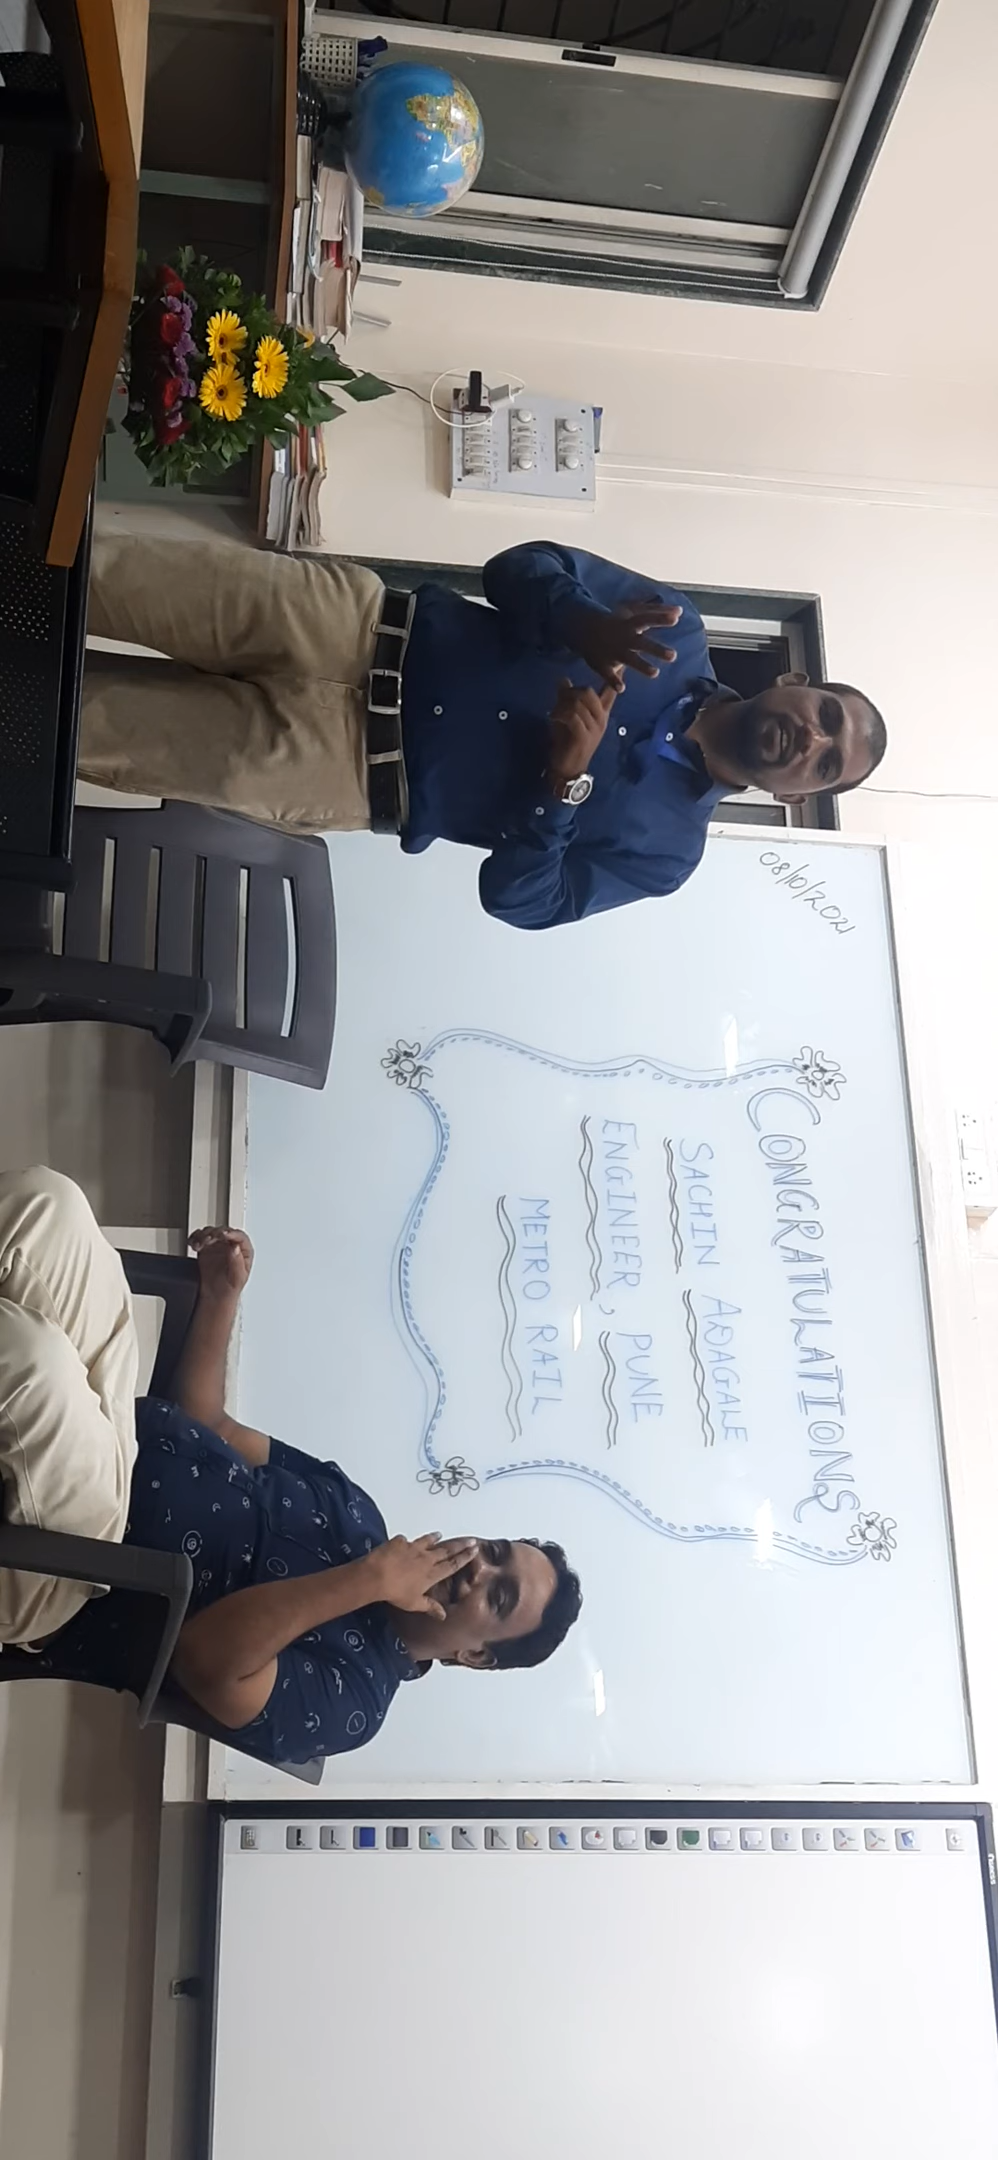 08/10/2021
CONGRATULATIONS
SACHIN ADAGALE
ENGINEER, PUNE
METRO RAIL